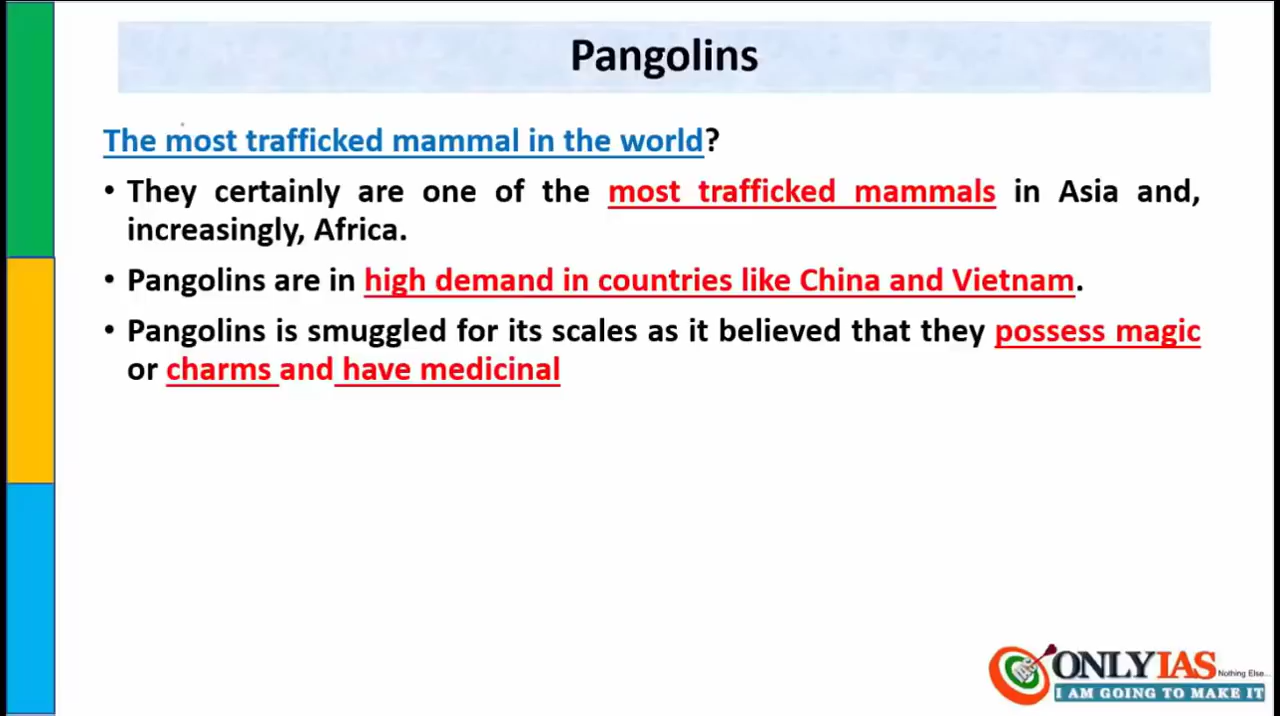 Pangolins
The most trafficked mammal in the world?
• They certainly are one of the most trafficked mammals in Asia and,
increasingly, Africa.
• Pangolins are in high demand in countries like China and Vietnam.
• Pangolins is smuggled for its scales as it believed that they possess magic
or charms and have medicinal
ONLYIAS Nothing Else...
I AM GOING TO MAKE IT